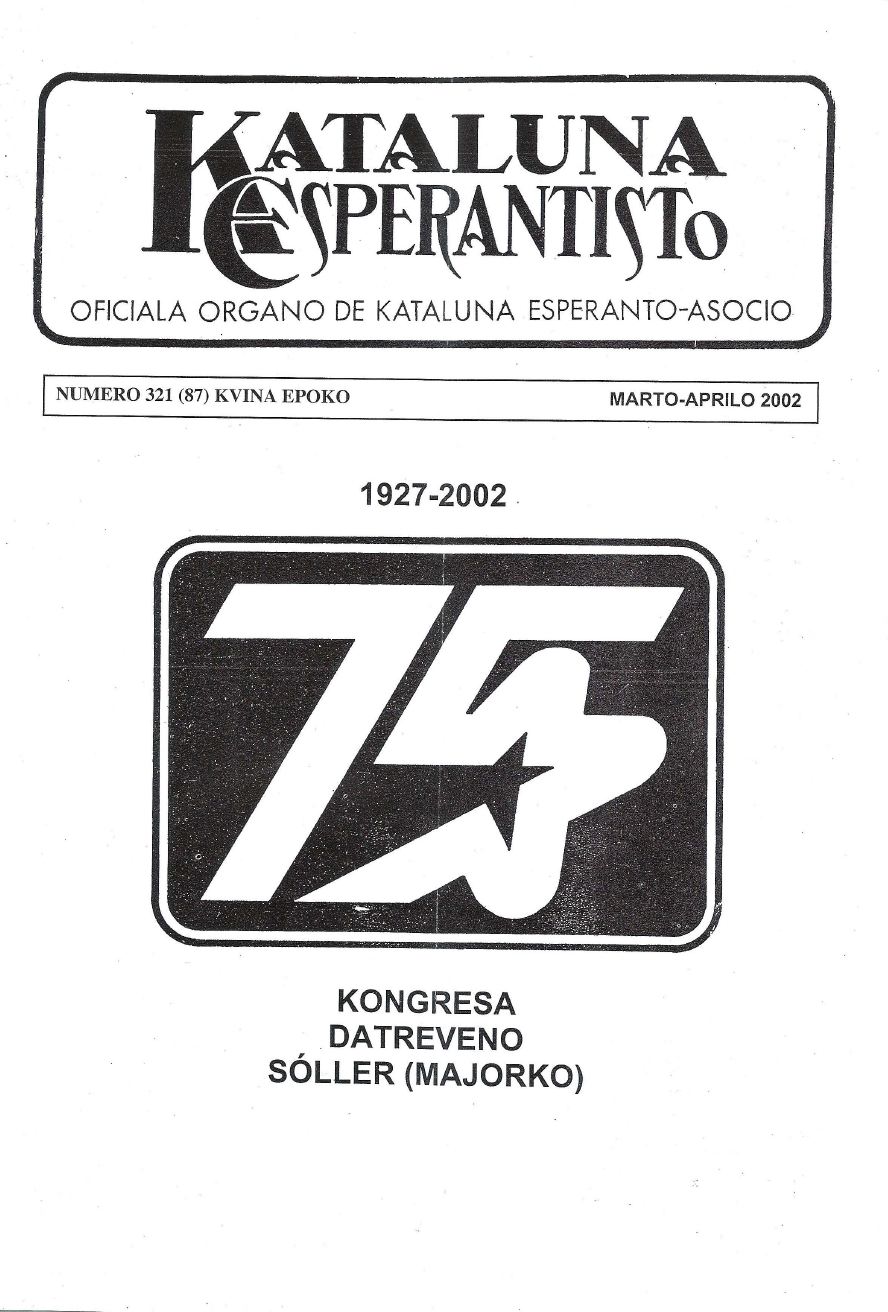 KATALUNA
ESPERANTISTO
OFICIALA ORGANO DE KATALUNA ESPERANTO-ASOCIO
NUMERO 321 (87) KVINA EPOKO MARTO-APRILO 2002
1927-2002
75
KONGRESA
DATREVENO
SÓLLER (MAJORKO)